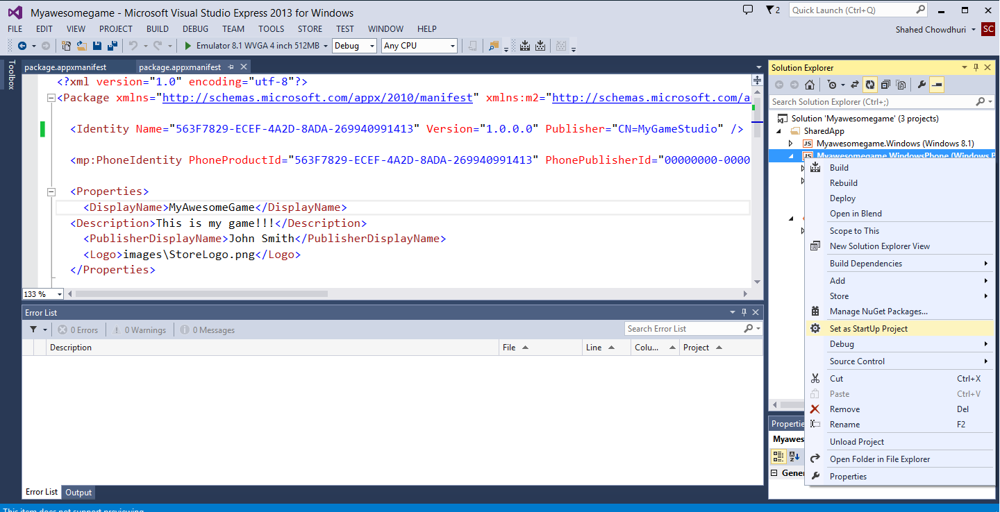 Myawesomegame - Microsoft Visual Studio Express 2013 for Windows
2
Quick Launch (Ctrl+Q)
FILE EDIT VIEW PROJECT BUILD DEBUG TEAM TOOLS STORE TEST WINDOW HELP
Shahed Chowdhuri
SC
Emulator 8.1 WVGA 4 inch 512MB
Debug
Any CPU
Toolbox
package.appxmanifest
package.appxmanifest
<?xml version="1.0" encoding="utf-8"?>
<Package xmlns="http://schemas.microsoft.com/appx/2010/manifest" xmlns:m2="http://schemas.microsoft.com/a
<Identity Name="563F7829-ECEF-4A2D-8ADA-269940991413" Version="1.0.0.0" Publisher="CN=MyGameStudio" />
<mp:PhoneIdentity PhoneProductId="563F7829-ECEF-4A2D-8ADA-269940991413" PhonePublisherId="00000000-0000
<Properties>
<DisplayName>MyAwesomeGame</DisplayName>
<Description>This is my game!!!</Description>
<PublisherDisplayName>John Smith</PublisherDisplayName>
<Logo>images\StoreLogo.png</Logo>
</Properties>
133 %
Error List
0 Errors
0 Warnings
0 Messages
Search Error List
Description
File
Line
Colu...
Project
Error List
Output
This item does not support previewing
Solution Explorer
Search Solution Explorer (Ctrl+;)
Solution 'Myawesomegame' (3 projects)
SharedApp
JS Myawesomegame.Windows (Windows 8.1)
JS Myawesomegame.WindowsPhone (Windows P
Build
Rebuild
Deploy
Open in Blend
Scope to This
New Solution Explorer View
Build Dependencies
Add
Store
Manage NuGet Packages...
Set as StartUp Project
Debug
Source Control
Cut Ctrl+X
Paste Ctrl+V
Remove Del
Rename F2
Unload Project
Open Folder in File Explorer
Properties
Propertie
Myawes
Gener